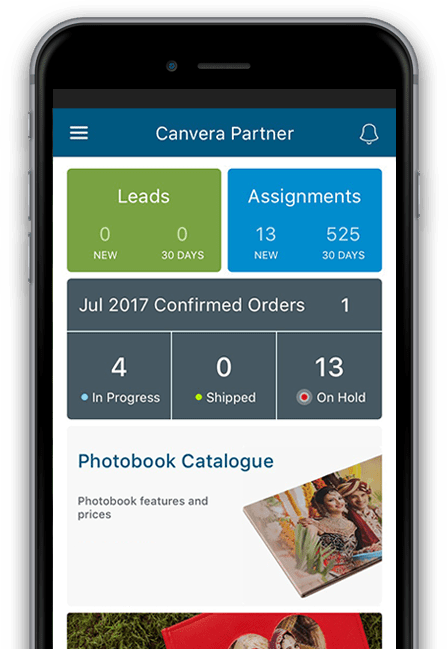 Canvera Partner
Leads
0 0
NEW 30 DAYS
Assignments
13 525
NEW 30 DAYS
Jul 2017 Confirmed Orders 1
4 0 13
In Progress Shipped On Hold
Photobook Catalogue
Photobook features and
prices